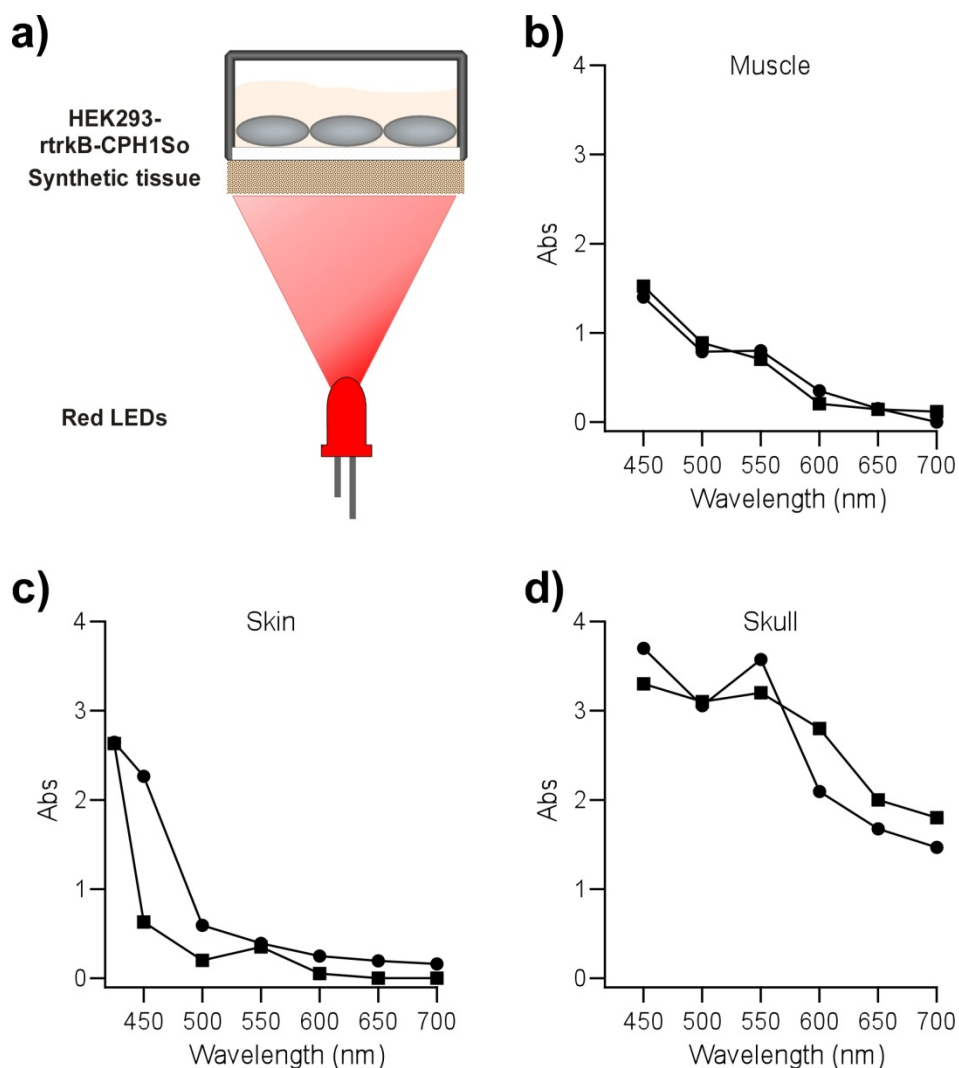 a)
HEK293-
rtrkB-CPH1So
Synthetic tissue
Red LEDs
b)
Muscle
4
3
2
1
0
Abs
450 500 550 600 650 700
Wavelength (nm)
c)
Skin
4
3
2
1
0
Abs
450 500 550 600 650 700
Wavelength (nm)
d)
Skull
4
3
2
1
0
Abs
450 500 550 600 650 700
Wavelength (nm)